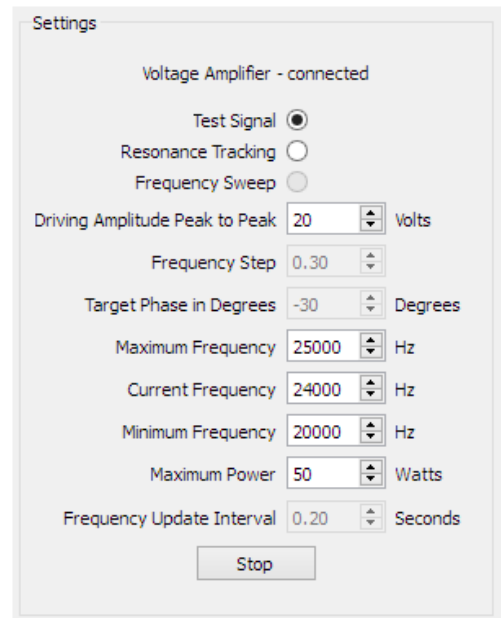 Settings
Voltage Amplifier - connected
Test Signal
Resonance Tracking
Frequency Sweep
Driving Amplitude Peak to Peak 20 Volts
Frequency Step 0.30
Target Phase in Degrees -30 Degrees
Maximum Frequency 25000 Hz
Current Frequency 24000 Hz
Minimum Frequency 20000 Hz
Maximum Power 50 Watts
Frequency Update Interval 0.20 Seconds
Stop